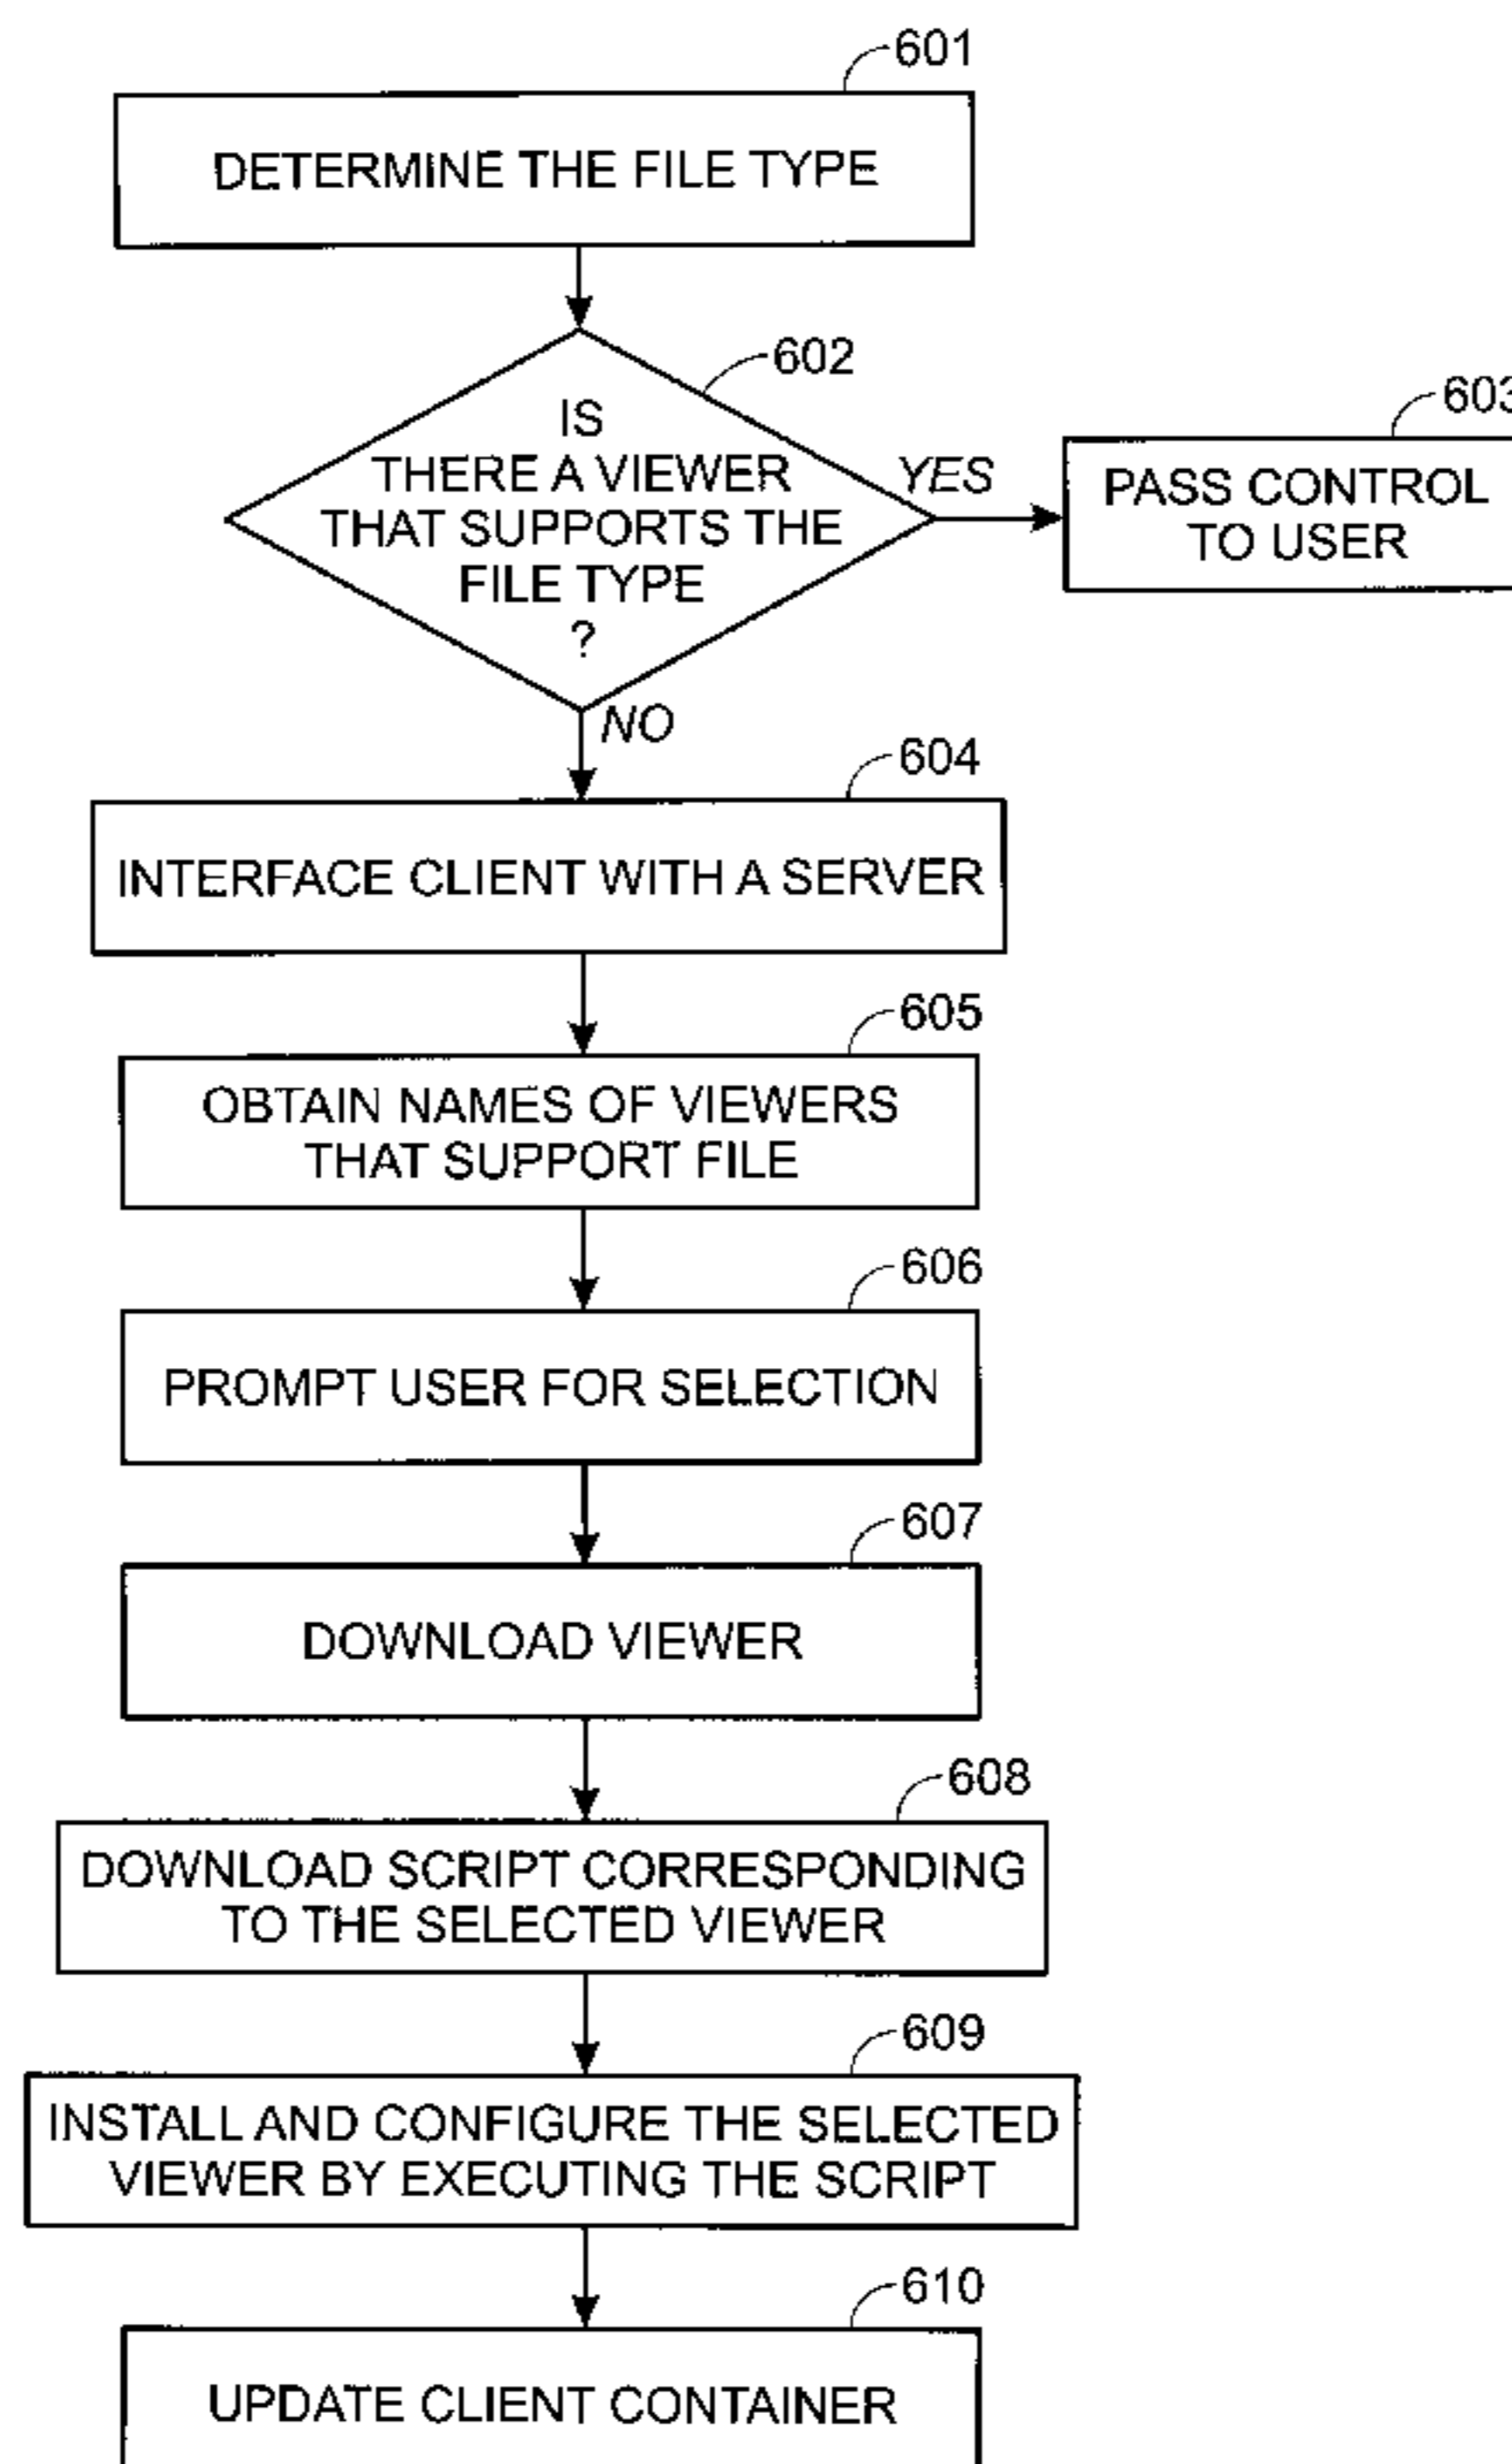 601
DETERMINE THE FILE TYPE
602
IS
THERE A VIEWER
THAT SUPPORTS THE
FILE TYPE
?
YES
603
PASS CONTROL
TO USER
NO
604
INTERFACE CLIENT WITH A SERVER
605
OBTAIN NAMES OF VIEWERS
THAT SUPPORT FILE
606
PROMPT USER FOR SELECTION
607
DOWNLOAD VIEWER
608
DOWNLOAD SCRIPT CORRESPONDING
TO THE SELECTED VIEWER
609
INSTALL AND CONFIGURE THE SELECTED
VIEWER BY EXECUTING THE SCRIPT
610
UPDATE CLIENT CONTAINER